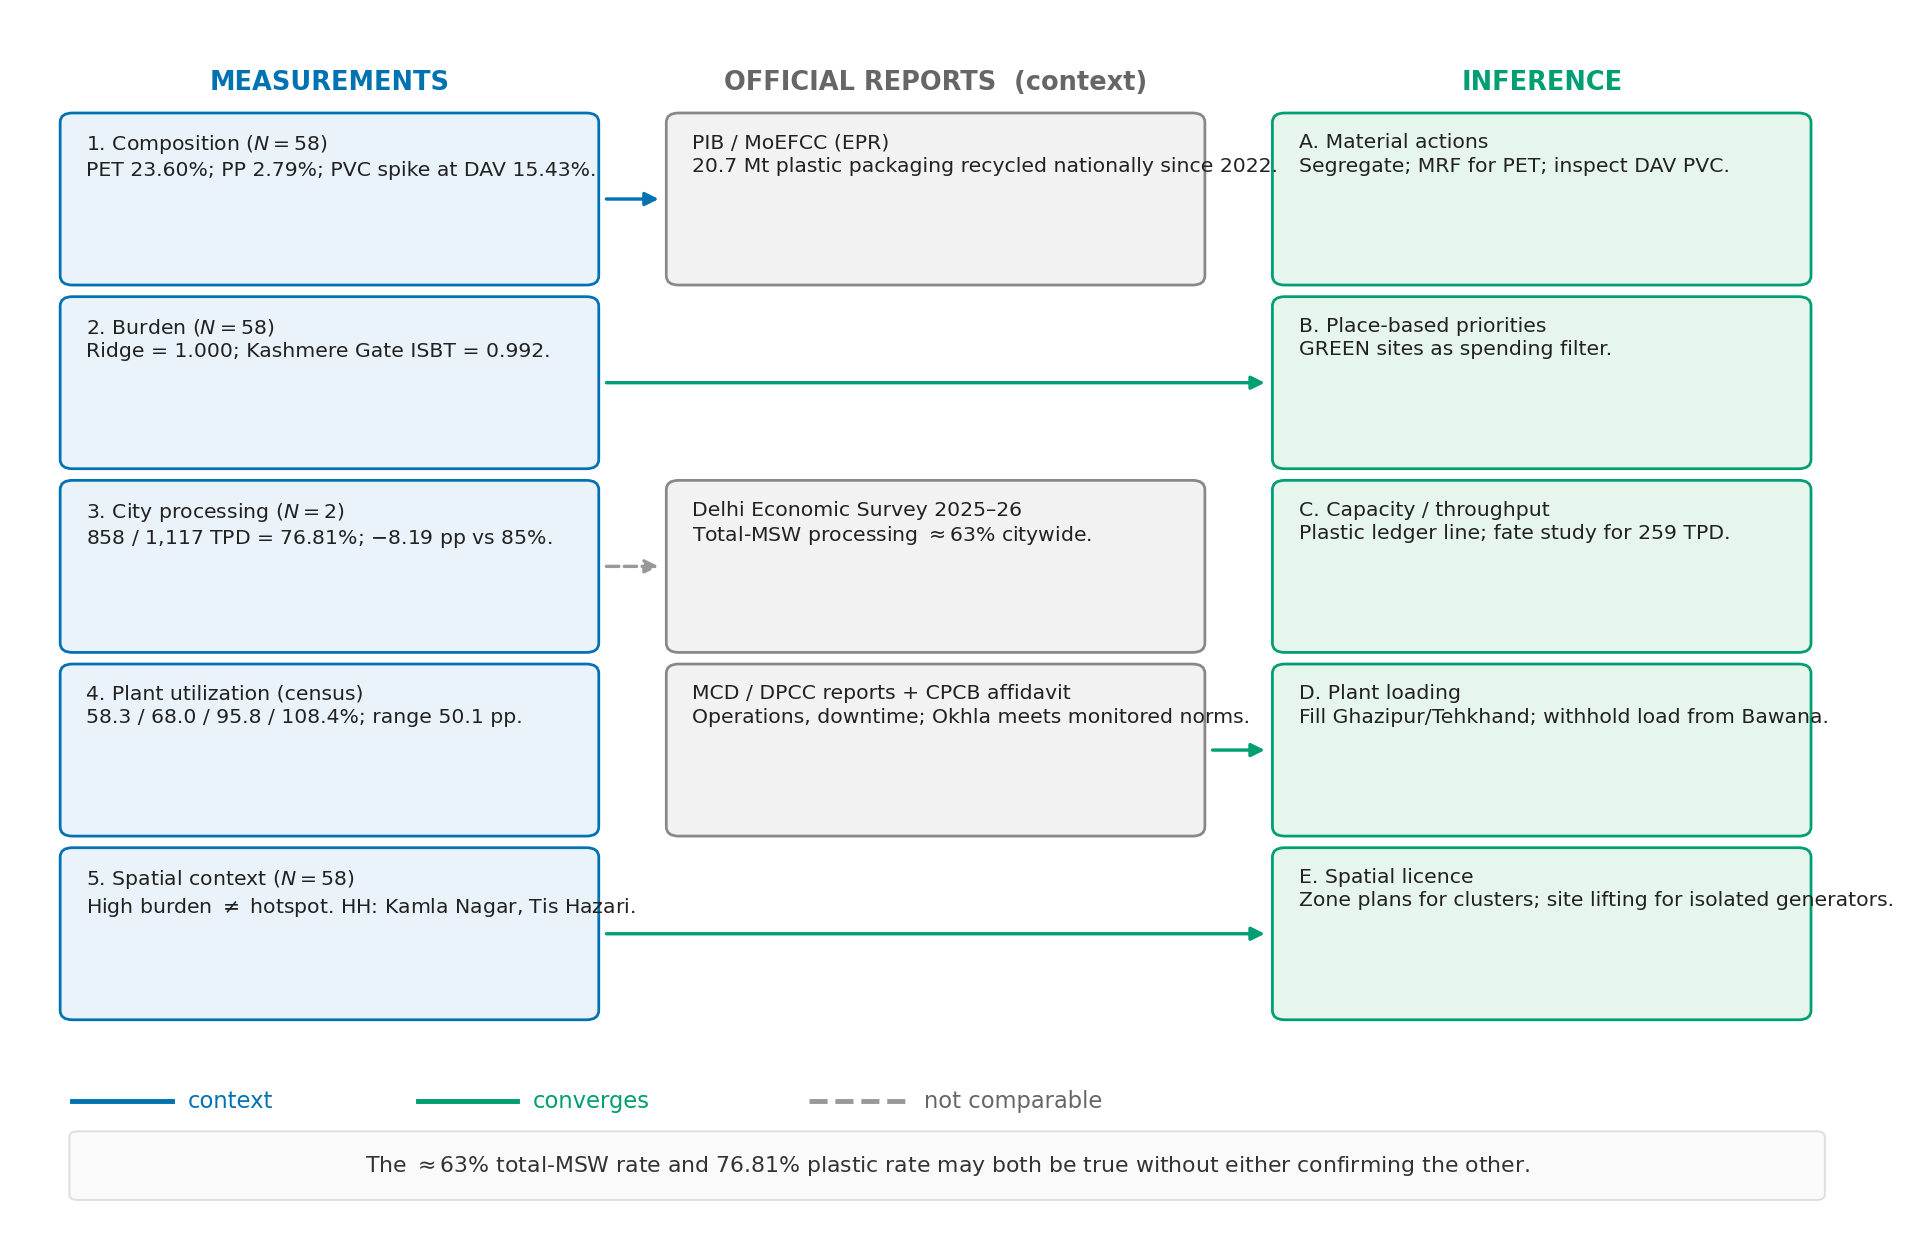 MEASUREMENTS
OFFICIAL REPORTS (context)
INFERENCE
1. Composition (N = 58)
PET 23.60%; PP 2.79%; PVC spike at DAV 15.43%.
PIB / MoEFCC (EPR)
20.7 Mt plastic packaging recycled nationally since 2022.
A. Material actions
Segregate; MRF for PET; inspect DAV PVC.
2. Burden (N = 58)
Ridge = 1.000; Kashmere Gate ISBT = 0.992.
B. Place-based priorities
GREEN sites as spending filter.
3. City processing (N = 2)
858 / 1,117 TPD = 76.81%; −8.19 pp vs 85%.
Delhi Economic Survey 2025–26
Total-MSW processing ≈63% citywide.
C. Capacity / throughput
Plastic ledger line; fate study for 259 TPD.
4. Plant utilization (census)
58.3 / 68.0 / 95.8 / 108.4%; range 50.1 pp.
MCD / DPCC reports + CPCB affidavit
Operations, downtime; Okhla meets monitored norms.
D. Plant loading
Fill Ghazipur/Tehkhand; withhold load from Bawana.
5. Spatial context (N = 58)
High burden ≠ hotspot. HH: Kamla Nagar, Tis Hazari.
E. Spatial licence
Zone plans for clusters; site lifting for isolated generators.
context
converges
not comparable
The ≈63% total-MSW rate and 76.81% plastic rate may both be true without either confirming the other.